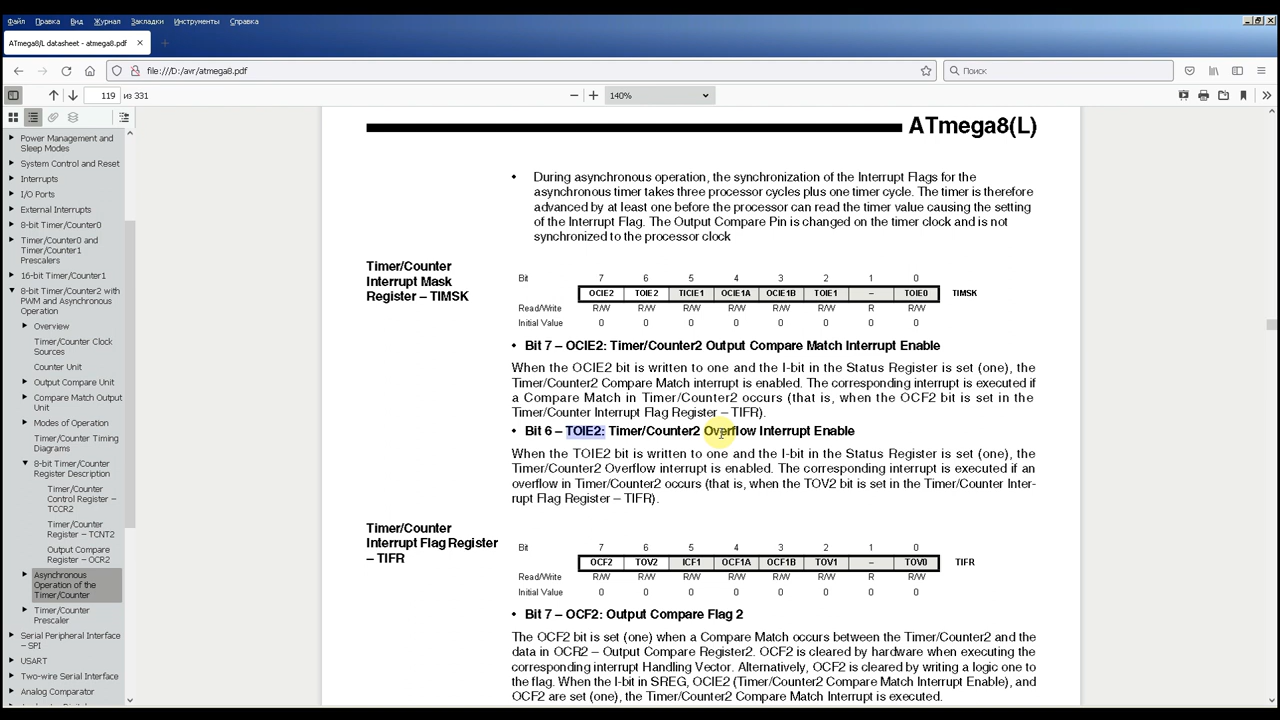 Файл Правка Вид Журнал Закладки Инструменты Справка
ATmega8/L datasheet - atmega8.pdf
file:///D:/avr/atmega8.pdf
Поиск
119 из 331
140%
Power Management and
Sleep Modes
System Control and Reset
Interrupts
I/O Ports
External Interrupts
8-bit Timer/Counter0
Timer/Counter0 and
Timer/Counter1
Prescalers
16-bit Timer/Counter1
8-bit Timer/Counter2 with
PWM and Asynchronous
Operation
Overview
Timer/Counter Clock
Sources
Counter Unit
Output Compare Unit
Compare Match Output
Unit
Modes of Operation
Timer/Counter Timing
Diagrams
8-bit Timer/Counter
Register Description
Timer/Counter
Control Register –
TCCR2
Timer/Counter
Register – TCNT2
Output Compare
Register – OCR2
Asynchronous
Operation of the
Timer/Counter
Timer/Counter
Prescaler
Serial Peripheral Interface
– SPI
USART
Two-wire Serial Interface
Analog Comparator
ATmega8(L)
• During asynchronous operation, the synchronization of the Interrupt Flags for the
asynchronous timer takes three processor cycles plus one timer cycle. The timer is therefore
advanced by at least one before the processor can read the timer value causing the setting
of the Interrupt Flag. The Output Compare Pin is changed on the timer clock and is not
synchronized to the processor clock
Timer/Counter
Interrupt Mask
Register – TIMSK
Bit 7 6 5 4 3 2 1 0
OCIE2 TOIE2 TICIE1 OCIE1A OCIE1B TOIE1 – TOIE0 TIMSK
Read/Write R/W R/W R/W R/W R/W R/W R R/W
Initial Value 0 0 0 0 0 0 0 0
• Bit 7 – OCIE2: Timer/Counter2 Output Compare Match Interrupt Enable
When the OCIE2 bit is written to one and the I-bit in the Status Register is set (one), the
Timer/Counter2 Compare Match interrupt is enabled. The corresponding interrupt is executed if
a Compare Match in Timer/Counter2 occurs (that is, when the OCF2 bit is set in the
Timer/Counter Interrupt Flag Register – TIFR).
• Bit 6 – TOIE2: Timer/Counter2 Overflow Interrupt Enable
When the TOIE2 bit is written to one and the I-bit in the Status Register is set (one), the
Timer/Counter2 Overflow interrupt is enabled. The corresponding interrupt is executed if an
overflow in Timer/Counter2 occurs (that is, when the TOV2 bit is set in the Timer/Counter Inter-
rupt Flag Register – TIFR).
Timer/Counter
Interrupt Flag Register
– TIFR
Bit 7 6 5 4 3 2 1 0
OCF2 TOV2 ICF1 OCF1A OCF1B TOV1 – TOV0 TIFR
Read/Write R/W R/W R/W R/W R/W R/W R R/W
Initial Value 0 0 0 0 0 0 0 0
• Bit 7 – OCF2: Output Compare Flag 2
The OCF2 bit is set (one) when a Compare Match occurs between the Timer/Counter2 and the
data in OCR2 – Output Compare Register2. OCF2 is cleared by hardware when executing the
corresponding interrupt Handling Vector. Alternatively, OCF2 is cleared by writing a logic one to
the flag. When the I-bit in SREG, OCIE2 (Timer/Counter2 Compare Match Interrupt Enable), and
OCF2 are set (one), the Timer/Counter2 Compare Match Interrupt is executed.